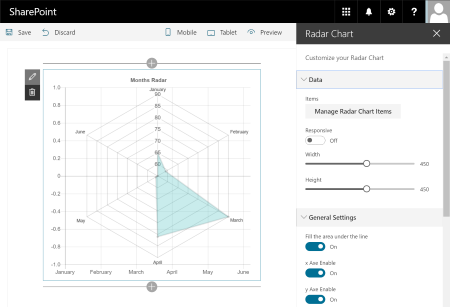 SharePoint
?
Save
Discard
Mobile
Tablet
Preview
Radar Chart
Customize your Radar Chart
Data
Items
Manage Radar Chart Items
Responsive
Off
Width
450
Height
450
General Settings
Fill the area under the line
On
x Axe Enable
On
y Axe Enable
On
Months Radar
January
February
March
April
May
June
90
85
80
75
70
65
60
1.0
0.8
0.6
0.4
0.2
0
-0.2
-0.4
-0.6
-0.8
-1.0
January February March April May June